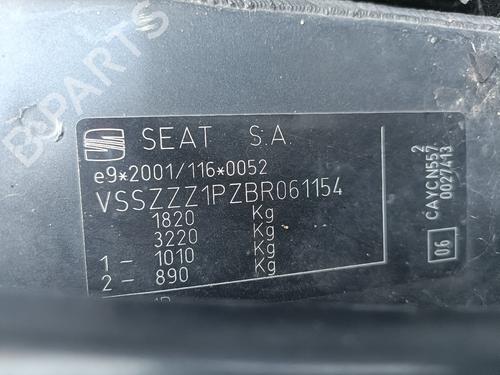 B-PARTS
SEAT S.A.
e9*2001/116*0052
VSSZZZ1PZBR061154
1820 Kg
3220 Kg
1 - 1010 Kg
2 - 890 Kg
06
CAYCN557 2
0027413